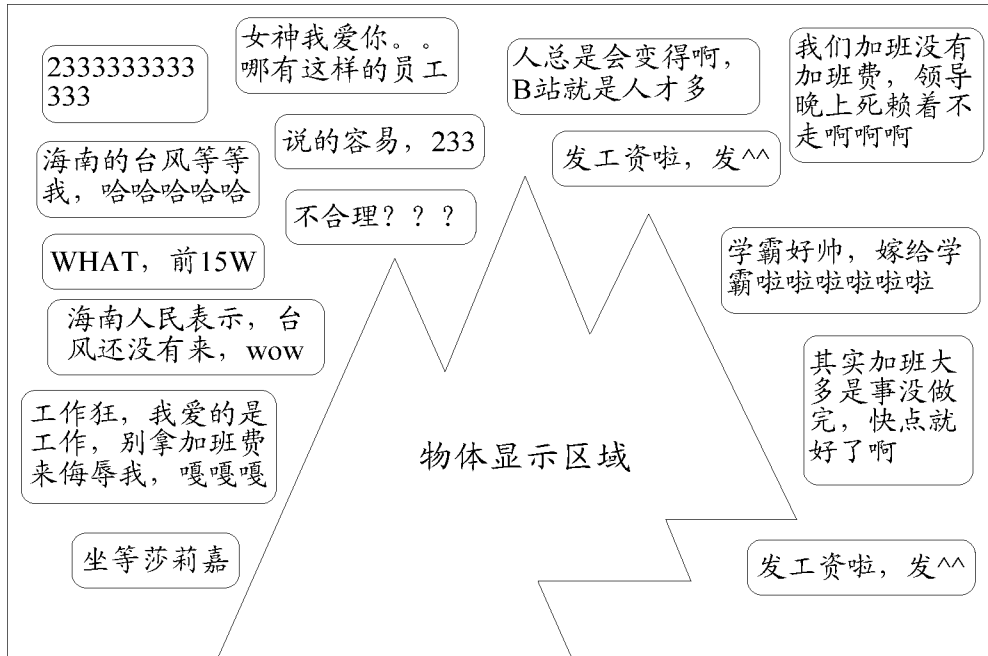 2333333333
333
女神我爱你。。
哪有这样的员工
人总是会变得啊，
B站就是人才多
我们加班没有
加班费，领导
晚上死赖着不
走啊啊啊
说的容易，233
发工资啦，发^^
海南的台风等等
我，哈哈哈哈哈
不合理？？？
WHAT，前15W
学霸好帅，嫁给学
霸啦啦啦啦啦啦
海南人民表示，台
风还没有来，wow
其实加班大
多是事没做
完，快点就
好了啊
工作狂，我爱的是
工作，别拿加班费
来侮辱我，嘎嘎嘎
物体显示区域
坐等莎莉嘉
发工资啦，发^^